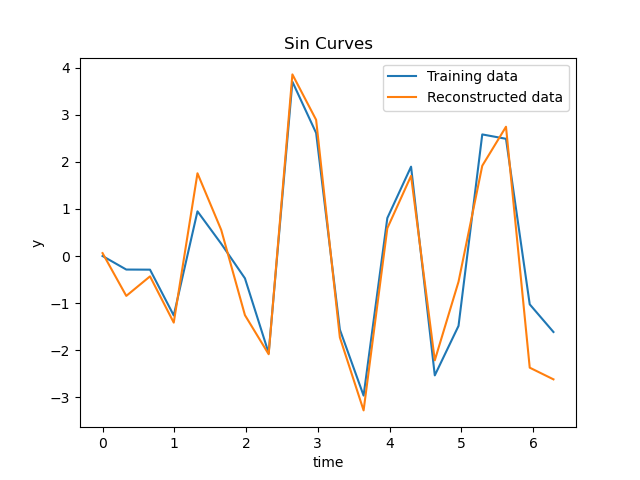 Sin Curves
Training data
Reconstructed data
y
4
3
2
1
0
−1
−2
−3
0 1 2 3 4 5 6
time